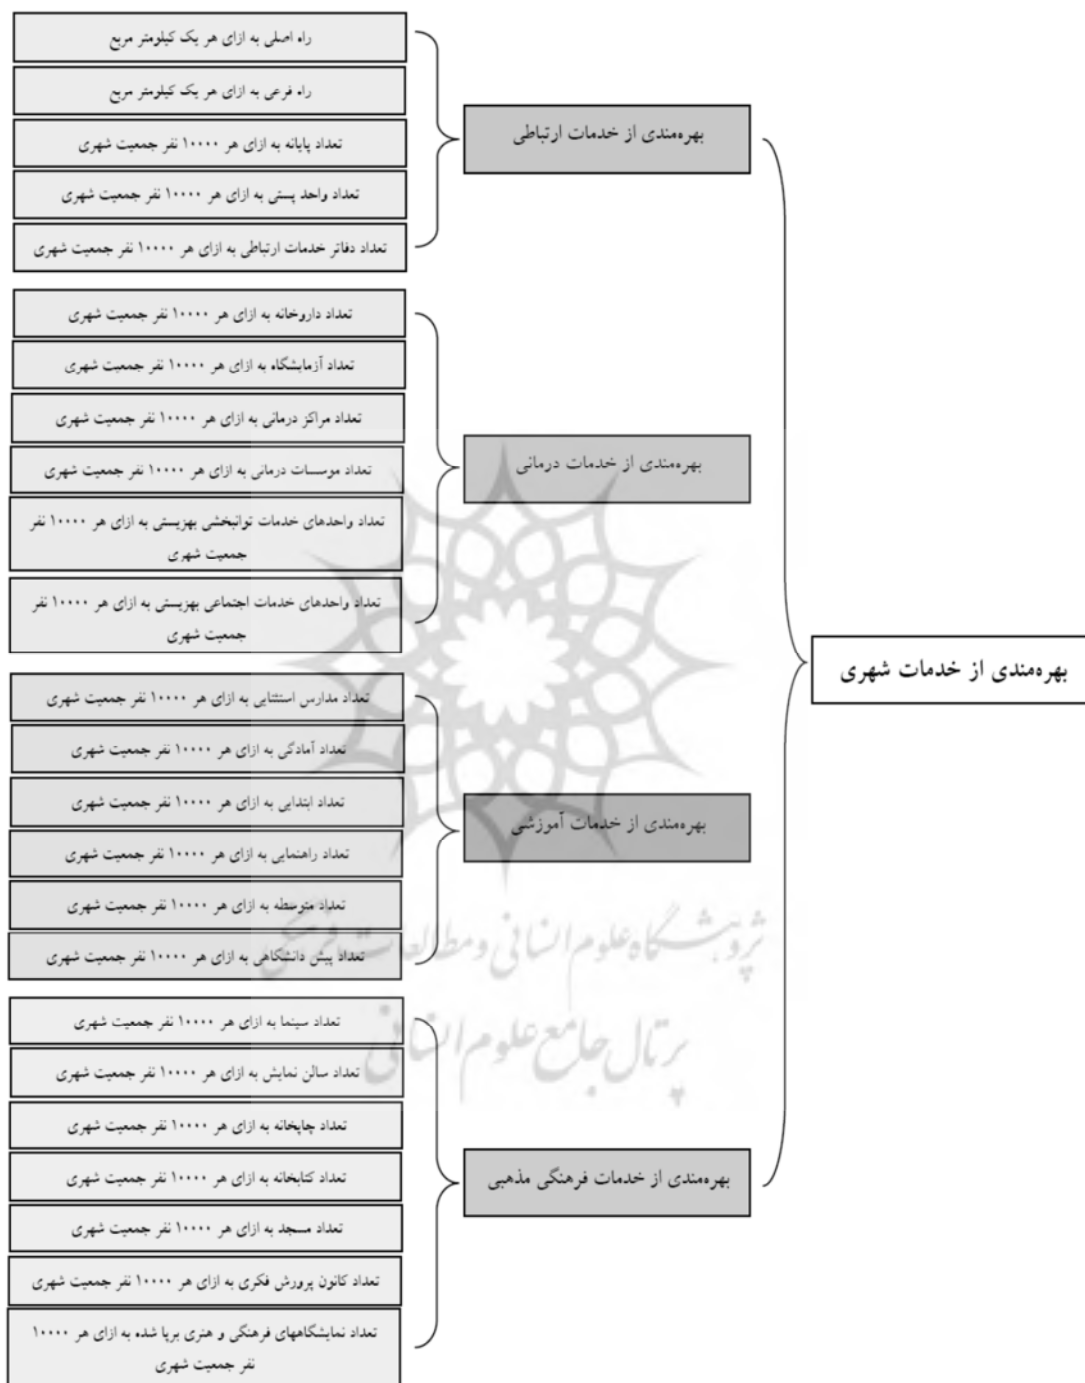 بهره‌مندی از خدمات شهری
بهره‌مندی از خدمات ارتباطی
راه اصلی به ازای هر یک کیلومتر مربع
راه فرعی به ازای هر یک کیلومتر مربع
تعداد پایانه به ازای هر ۱۰۰۰۰ نفر جمعیت شهری
تعداد واحد پستی به ازای هر ۱۰۰۰۰ نفر جمعیت شهری
تعداد دفاتر خدمات ارتباطی به ازای هر ۱۰۰۰۰ نفر جمعیت شهری
بهره‌مندی از خدمات درمانی
تعداد داروخانه به ازای هر ۱۰۰۰۰ نفر جمعیت شهری
تعداد آزمایشگاه به ازای هر ۱۰۰۰۰ نفر جمعیت شهری
تعداد مراکز درمانی به ازای هر ۱۰۰۰۰ نفر جمعیت شهری
تعداد موسسات درمانی به ازای هر ۱۰۰۰۰ نفر جمعیت شهری
تعداد واحدهای خدمات توانبخشی بهزیستی به ازای هر ۱۰۰۰۰ نفر
جمعیت شهری
تعداد واحدهای خدمات اجتماعی بهزیستی به ازای هر ۱۰۰۰۰ نفر
جمعیت شهری
بهره‌مندی از خدمات آموزشی
تعداد مدارس استثنایی به ازای هر ۱۰۰۰۰ نفر جمعیت شهری
تعداد آمادگی به ازای هر ۱۰۰۰۰ نفر جمعیت شهری
تعداد ابتدایی به ازای هر ۱۰۰۰۰ نفر جمعیت شهری
تعداد راهنمایی به ازای هر ۱۰۰۰۰ نفر جمعیت شهری
تعداد متوسطه به ازای هر ۱۰۰۰۰ نفر جمعیت شهری
تعداد پیش دانشگاهی به ازای هر ۱۰۰۰۰ نفر جمعیت شهری
بهره‌مندی از خدمات فرهنگی مذهبی
تعداد سینما به ازای هر ۱۰۰۰۰ نفر جمعیت شهری
تعداد سالن نمایش به ازای هر ۱۰۰۰۰ نفر جمعیت شهری
تعداد چاپخانه به ازای هر ۱۰۰۰۰ نفر جمعیت شهری
تعداد کتابخانه به ازای هر ۱۰۰۰۰ نفر جمعیت شهری
تعداد مسجد به ازای هر ۱۰۰۰۰ نفر جمعیت شهری
تعداد کانون پرورش فکری به ازای هر ۱۰۰۰۰ نفر جمعیت شهری
تعداد نمایشگاههای فرهنگی و هنری برپا شده به ازای هر ۱۰۰۰۰
نفر جمعیت شهری
پژوهشگاه علوم انسانی و مطالعات فرهنگی
پرتال جامع علوم انسانی